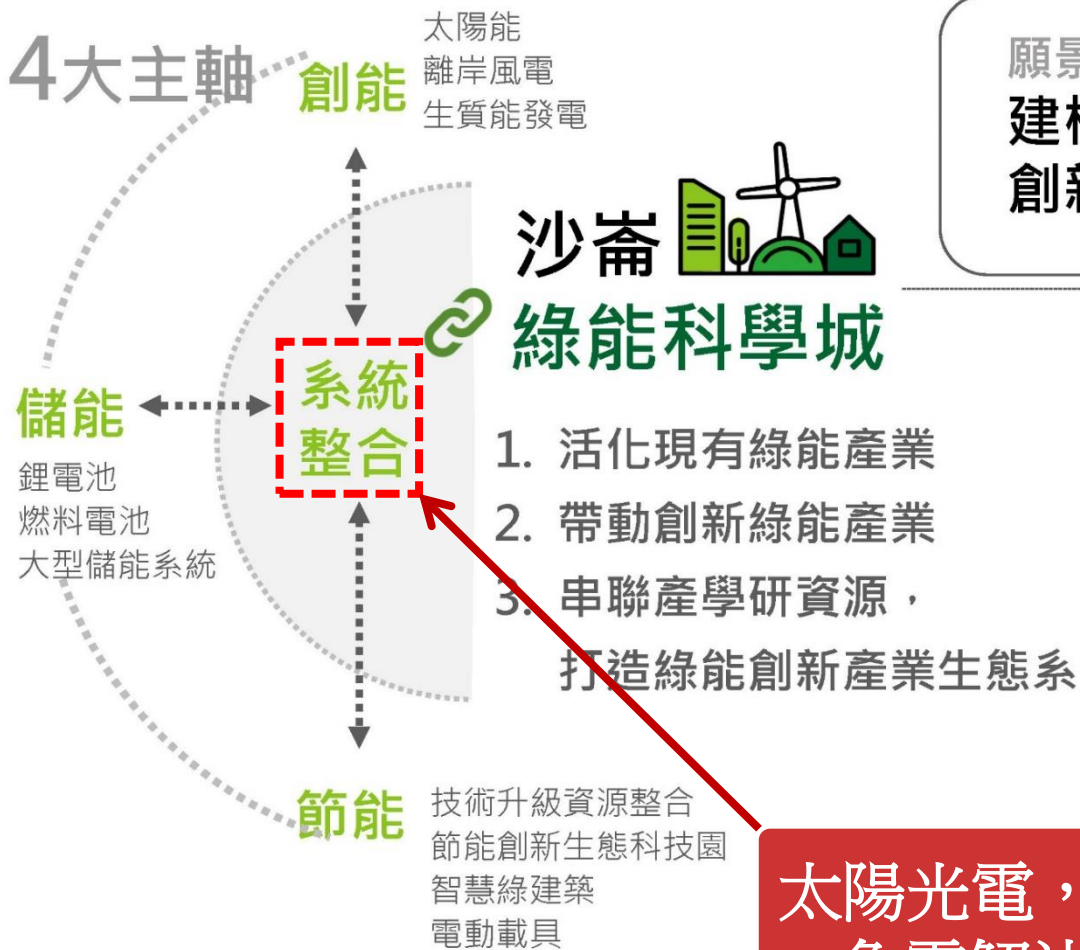 4大主軸
創能
太陽能
離岸風電
生質能發電
願景
建
創新
沙崙
綠能科學城
系統
整合
儲能
鋰電池
燃料電池
大型儲能系統
1. 活化現有綠能產業
2. 帶動創新綠能產業
3. 串聯產學研資源，
打造綠能創新產業生態系
節能
技術升級資源整合
節能創新生態科技園
智慧綠建築
電動載具
太陽光電，